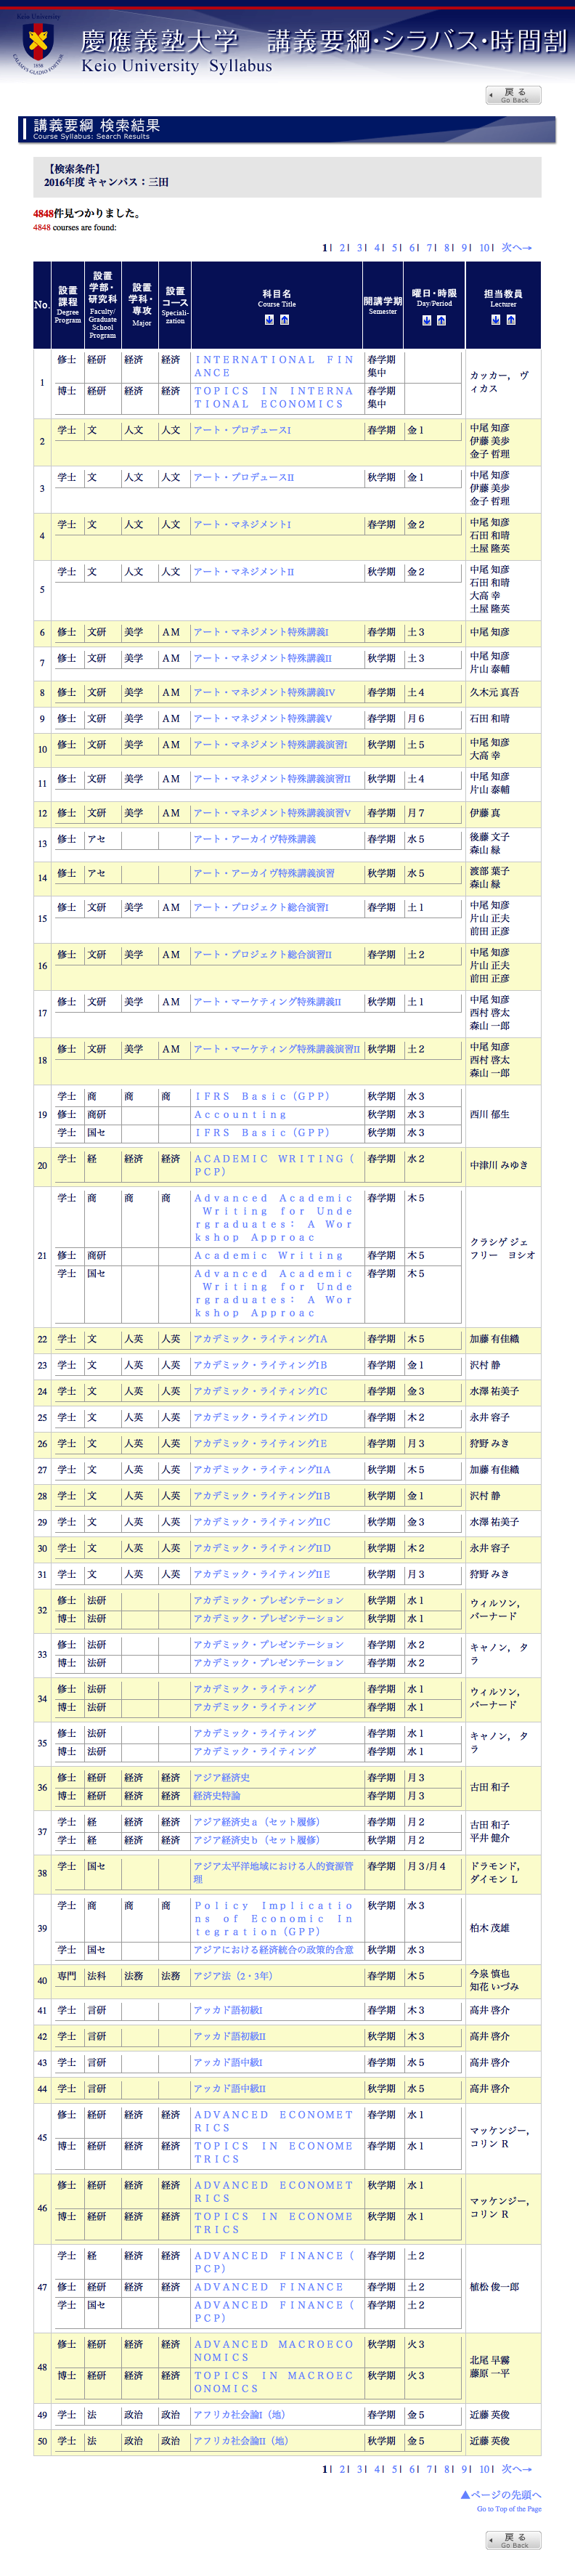 Keio University
1858
CALAMVS GLADIO FORTIOR
慶應義塾大学　講義要綱・シラバス・時間割
Keio University Syllabus
戻る
Go Back
講義要綱 検索結果
Course Syllabus: Search Results
【検索条件】
2016年度 キャンパス：三田
4848件見つかりました。
4848 courses are found:
1 | 2 | 3 | 4 | 5 | 6 | 7 | 8 | 9 | 10 | 次へ→
No. 設置課程 Degree Program 設置学部・研究科 Faculty/Graduate School Program 設置学科・専攻 Major 設置コース Speciali-zation 科目名 Course Title 開講学期 Semester 曜日・時限 Day/Period 担当教員 Lecturer
1 修士 経研 経済 経済 ＩＮＴＥＲＮＡＴＩＯＮＡＬ　ＦＩＮＡＮＣＥ 春学期集中 カッカー，　ヴィカス
博士 経研 経済 経済 ＴＯＰＩＣＳ　ＩＮ　ＩＮＴＥＲＮＡＴＩＯＮＡＬ　ＥＣＯＮＯＭＩＣＳ 春学期集中
2 学士 文 人文 人文 アート・プロデュースI 春学期 金１ 中尾 知彦 伊藤 美歩 金子 哲理
3 学士 文 人文 人文 アート・プロデュースII 秋学期 金１ 中尾 知彦 伊藤 美歩 金子 哲理
4 学士 文 人文 人文 アート・マネジメントI 春学期 金２ 中尾 知彦 石田 和晴 土屋 隆英
5 学士 文 人文 人文 アート・マネジメントII 秋学期 金２ 中尾 知彦 石田 和晴 大高 幸 土屋 隆英
6 修士 文研 美学 ＡＭ アート・マネジメント特殊講義I 春学期 土３ 中尾 知彦
7 修士 文研 美学 ＡＭ アート・マネジメント特殊講義II 秋学期 土３ 中尾 知彦 片山 泰輔
8 修士 文研 美学 ＡＭ アート・マネジメント特殊講義IV 春学期 土４ 久木元 真吾
9 修士 文研 美学 ＡＭ アート・マネジメント特殊講義V 春学期 月６ 石田 和晴
10 修士 文研 美学 ＡＭ アート・マネジメント特殊講義演習I 秋学期 土５ 中尾 知彦 大高 幸
11 修士 文研 美学 ＡＭ アート・マネジメント特殊講義演習II 秋学期 土４ 中尾 知彦 片山 泰輔
12 修士 文研 美学 ＡＭ アート・マネジメント特殊講義演習V 春学期 月７ 伊藤 真
13 修士 アセ アート・アーカイヴ特殊講義 春学期 水５ 後藤 文子 森山 緑
14 修士 アセ アート・アーカイヴ特殊講義演習 秋学期 水５ 渡部 葉子 森山 緑
15 修士 文研 美学 ＡＭ アート・プロジェクト総合演習I 春学期 土１ 中尾 知彦 片山 正夫 前田 正彦
16 修士 文研 美学 ＡＭ アート・プロジェクト総合演習II 春学期 土２ 中尾 知彦 片山 正夫 前田 正彦
17 修士 文研 美学 ＡＭ アート・マーケティング特殊講義II 秋学期 土１ 中尾 知彦 西村 啓太 森山 一郎
18 修士 文研 美学 ＡＭ アート・マーケティング特殊講義演習II 秋学期 土２ 中尾 知彦 西村 啓太 森山 一郎
19 学士 商 商 商 ＩＦＲＳ　Ｂａｓｉｃ（ＧＰＰ） 秋学期 水３ 西川 郁生
修士 商研 Ａｃｃｏｕｎｔｉｎｇ 秋学期 水３
学士 国セ ＩＦＲＳ　Ｂａｓｉｃ（ＧＰＰ） 秋学期 水３
20 学士 経 経済 経済 ＡＣＡＤＥＭＩＣ　ＷＲＩＴＩＮＧ（ＰＣＰ） 春学期 水２ 中津川 みゆき
21 学士 商 商 商 Ａｄｖａｎｃｅｄ　Ａｃａｄｅｍｉｃ　Ｗｒｉｔｉｎｇ　ｆｏｒ　Ｕｎｄｅｒｇｒａｄｕａｔｅｓ：　Ａ　Ｗｏｒｋｓｈｏｐ　Ａｐｐｒｏａｃ 春学期 木５ クラシゲ ジェフリー　ヨシオ
修士 商研 Ａｃａｄｅｍｉｃ　Ｗｒｉｔｉｎｇ 春学期 木５
学士 国セ Ａｄｖａｎｃｅｄ　Ａｃａｄｅｍｉｃ　Ｗｒｉｔｉｎｇ　ｆｏｒ　Ｕｎｄｅｒｇｒａｄｕａｔｅｓ：　Ａ　Ｗｏｒｋｓｈｏｐ　Ａｐｐｒｏａｃ 春学期 木５
22 学士 文 人英 人英 アカデミック・ライティングIＡ 春学期 木５ 加藤 有佳織
23 学士 文 人英 人英 アカデミック・ライティングIＢ 春学期 金１ 沢村 静
24 学士 文 人英 人英 アカデミック・ライティングIＣ 春学期 金３ 水澤 祐美子
25 学士 文 人英 人英 アカデミック・ライティングIＤ 春学期 木２ 永井 容子
26 学士 文 人英 人英 アカデミック・ライティングIＥ 春学期 月３ 狩野 みき
27 学士 文 人英 人英 アカデミック・ライティングIIＡ 秋学期 木５ 加藤 有佳織
28 学士 文 人英 人英 アカデミック・ライティングIIＢ 秋学期 金１ 沢村 静
29 学士 文 人英 人英 アカデミック・ライティングIIＣ 秋学期 金３ 水澤 祐美子
30 学士 文 人英 人英 アカデミック・ライティングIIＤ 秋学期 木２ 永井 容子
31 学士 文 人英 人英 アカデミック・ライティングIIＥ 秋学期 月３ 狩野 みき
32 修士 法研 アカデミック・プレゼンテーション 秋学期 水１ ウィルソン，　バーナード
博士 法研 アカデミック・プレゼンテーション 秋学期 水１
33 修士 法研 アカデミック・プレゼンテーション 春学期 水２ キャノン，　タラ
博士 法研 アカデミック・プレゼンテーション 春学期 水２
34 修士 法研 アカデミック・ライティング 春学期 水１ ウィルソン，　バーナード
博士 法研 アカデミック・ライティング 春学期 水１
35 修士 法研 アカデミック・ライティング 秋学期 水１ キャノン，　タラ
博士 法研 アカデミック・ライティング 秋学期 水１
36 修士 経研 経済 経済 アジア経済史 春学期 月３ 古田 和子
博士 経研 経済 経済 経済史特論 春学期 月３
37 学士 経 経済 経済 アジア経済史ａ（セット履修） 春学期 月２ 古田 和子 平井 健介
学士 経 経済 経済 アジア経済史ｂ（セット履修） 秋学期 月２
38 学士 国セ アジア太平洋地域における人的資源管理 春学期 月３/月４ ドラモンド，　ダイモン Ｌ
39 学士 商 商 商 Ｐｏｌｉｃｙ　Ｉｍｐｌｉｃａｔｉｏｎｓ　ｏｆ　Ｅｃｏｎｏｍｉｃ　Ｉｎｔｅｇｒａｔｉｏｎ（ＧＰＰ） 秋学期 水３ 柏木 茂雄
学士 国セ アジアにおける経済統合の政策的合意 秋学期 水３
40 専門 法科 法務 法務 アジア法（2・3年） 春学期 木５ 今泉 慎也 知花 いづみ
41 学士 言研 アッカド語初級I 春学期 木３ 高井 啓介
42 学士 言研 アッカド語初級II 秋学期 木３ 高井 啓介
43 学士 言研 アッカド語中級I 春学期 水５ 高井 啓介
44 学士 言研 アッカド語中級II 秋学期 水５ 高井 啓介
45 修士 経研 経済 経済 ＡＤＶＡＮＣＥＤ　ＥＣＯＮＯＭＥＴＲＩＣＳ 春学期 水１ マッケンジー，　コリン Ｒ
博士 経研 経済 経済 ＴＯＰＩＣＳ　ＩＮ　ＥＣＯＮＯＭＥＴＲＩＣＳ 春学期 水１
46 修士 経研 経済 経済 ＡＤＶＡＮＣＥＤ　ＥＣＯＮＯＭＥＴＲＩＣＳ 秋学期 水１ マッケンジー，　コリン Ｒ
博士 経研 経済 経済 ＴＯＰＩＣＳ　ＩＮ　ＥＣＯＮＯＭＥＴＲＩＣＳ 秋学期 水１
47 学士 経 経済 経済 ＡＤＶＡＮＣＥＤ　ＦＩＮＡＮＣＥ（ＰＣＰ） 春学期 土２ 植松 俊一郎
修士 経研 経済 経済 ＡＤＶＡＮＣＥＤ　ＦＩＮＡＮＣＥ 春学期 土２
学士 国セ ＡＤＶＡＮＣＥＤ　ＦＩＮＡＮＣＥ（ＰＣＰ） 春学期 土２
48 修士 経研 経済 経済 ＡＤＶＡＮＣＥＤ　ＭＡＣＲＯＥＣＯＮＯＭＩＣＳ 秋学期 火３ 北尾 早霧 藤原 一平
博士 経研 経済 経済 ＴＯＰＩＣＳ　ＩＮ　ＭＡＣＲＯＥＣＯＮＯＭＩＣＳ 秋学期 火３
49 学士 法 政治 政治 アフリカ社会論I（地） 春学期 金５ 近藤 英俊
50 学士 法 政治 政治 アフリカ社会論II（地） 秋学期 金５ 近藤 英俊
1 | 2 | 3 | 4 | 5 | 6 | 7 | 8 | 9 | 10 | 次へ→
▲ページの先頭へ
Go to Top of the Page
戻る
Go Back